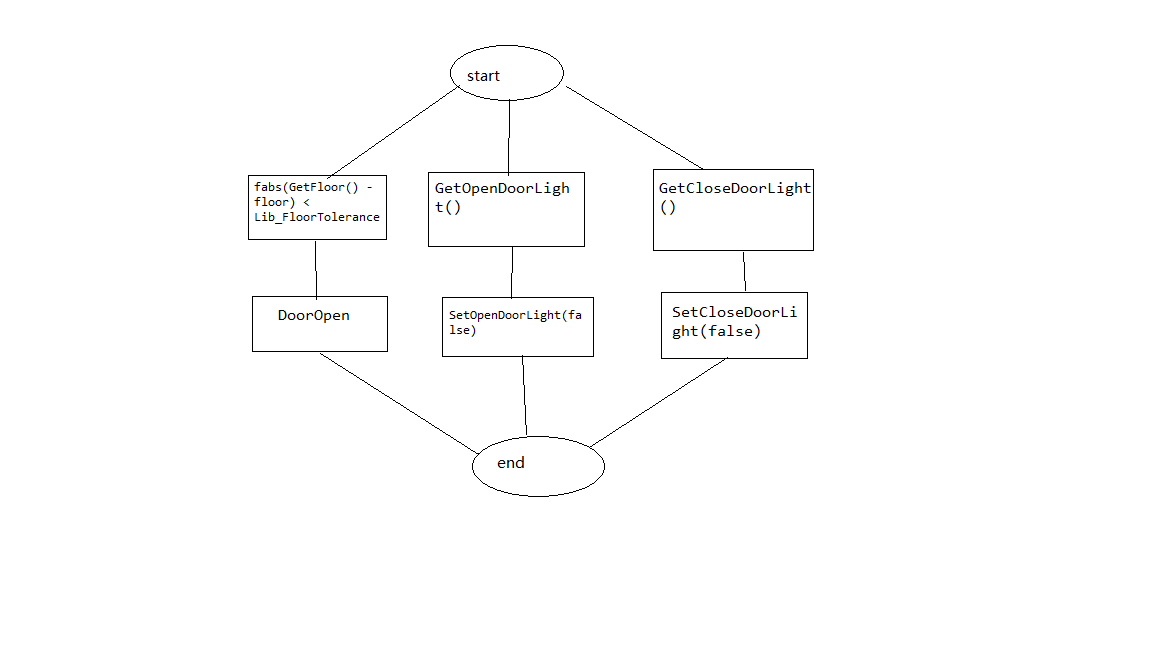 start
fabs(GetFloor() -
floor) <
Lib_FloorTolerance
GetOpenDoorLigh
t()
GetCloseDoorLight
()
DoorOpen
SetOpenDoorLight(fa
lse)
SetCloseDoorLi
ght(false)
end